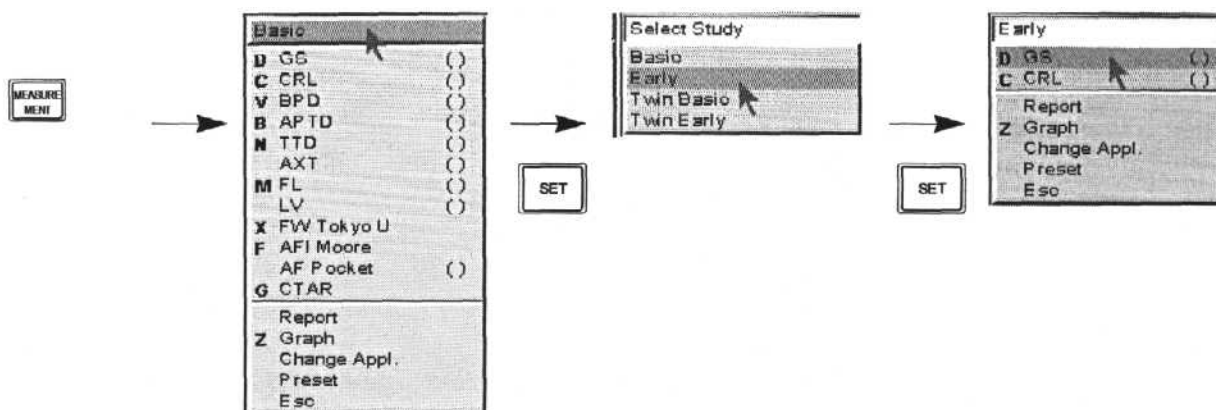 MEASURE
MENT
Basic
D GS ( )
C CRL ( )
V BPD ( )
B APTD ( )
N TTD ( )
AXT ( )
M FL ( )
LV ( )
X FW Tokyo U
F AFI Moore
AF Pocket ( )
G CTAR
Report
Z Graph
Change Appl.
Preset
Esc
SET
Select Study
Basic
Early
Twin Basic
Twin Early
SET
Early
D GS ( )
C CRL ( )
Report
Z Graph
Change Appl.
Preset
Esc